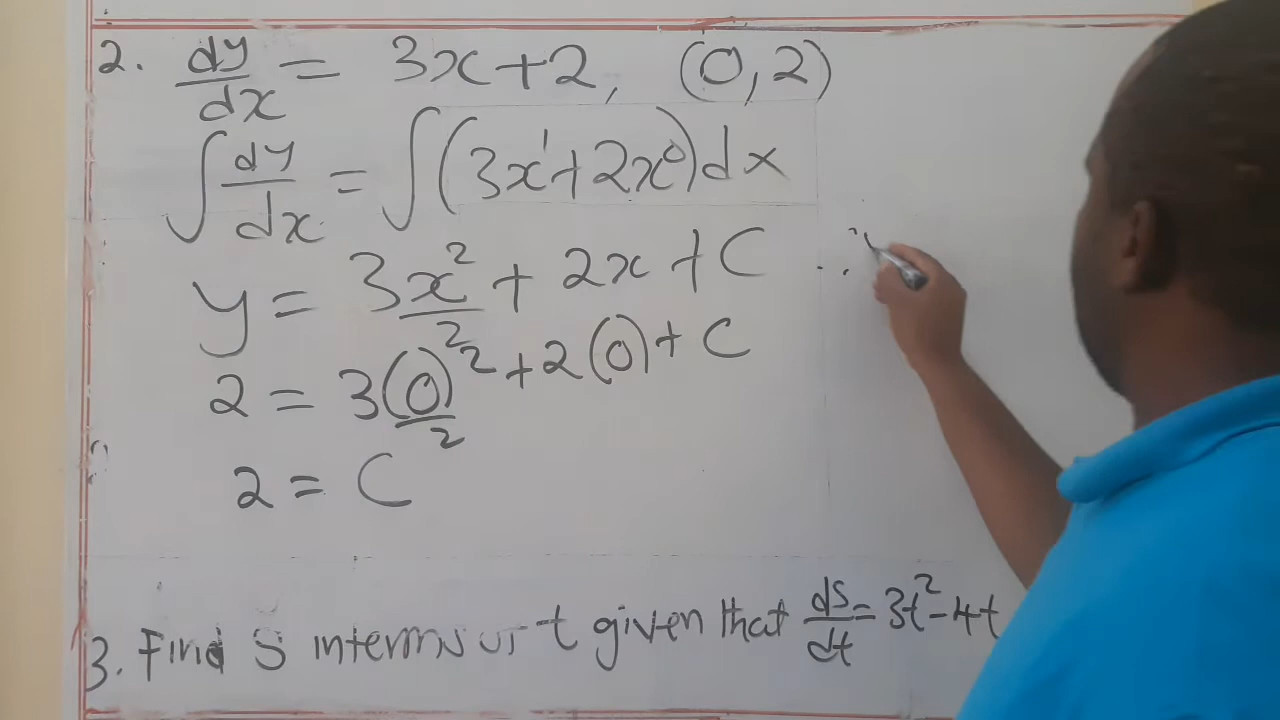 2. dy/dx = 3x+2, (0,2)
∫ dy/dx = ∫(3x¹+2x⁰)dx
y = 3x²/2 + 2x + C ∴ y
2 = 3(0)²/2 + 2(0) + C
2 = C
3. Find S interms t given that ds/dt = 3t²-4t